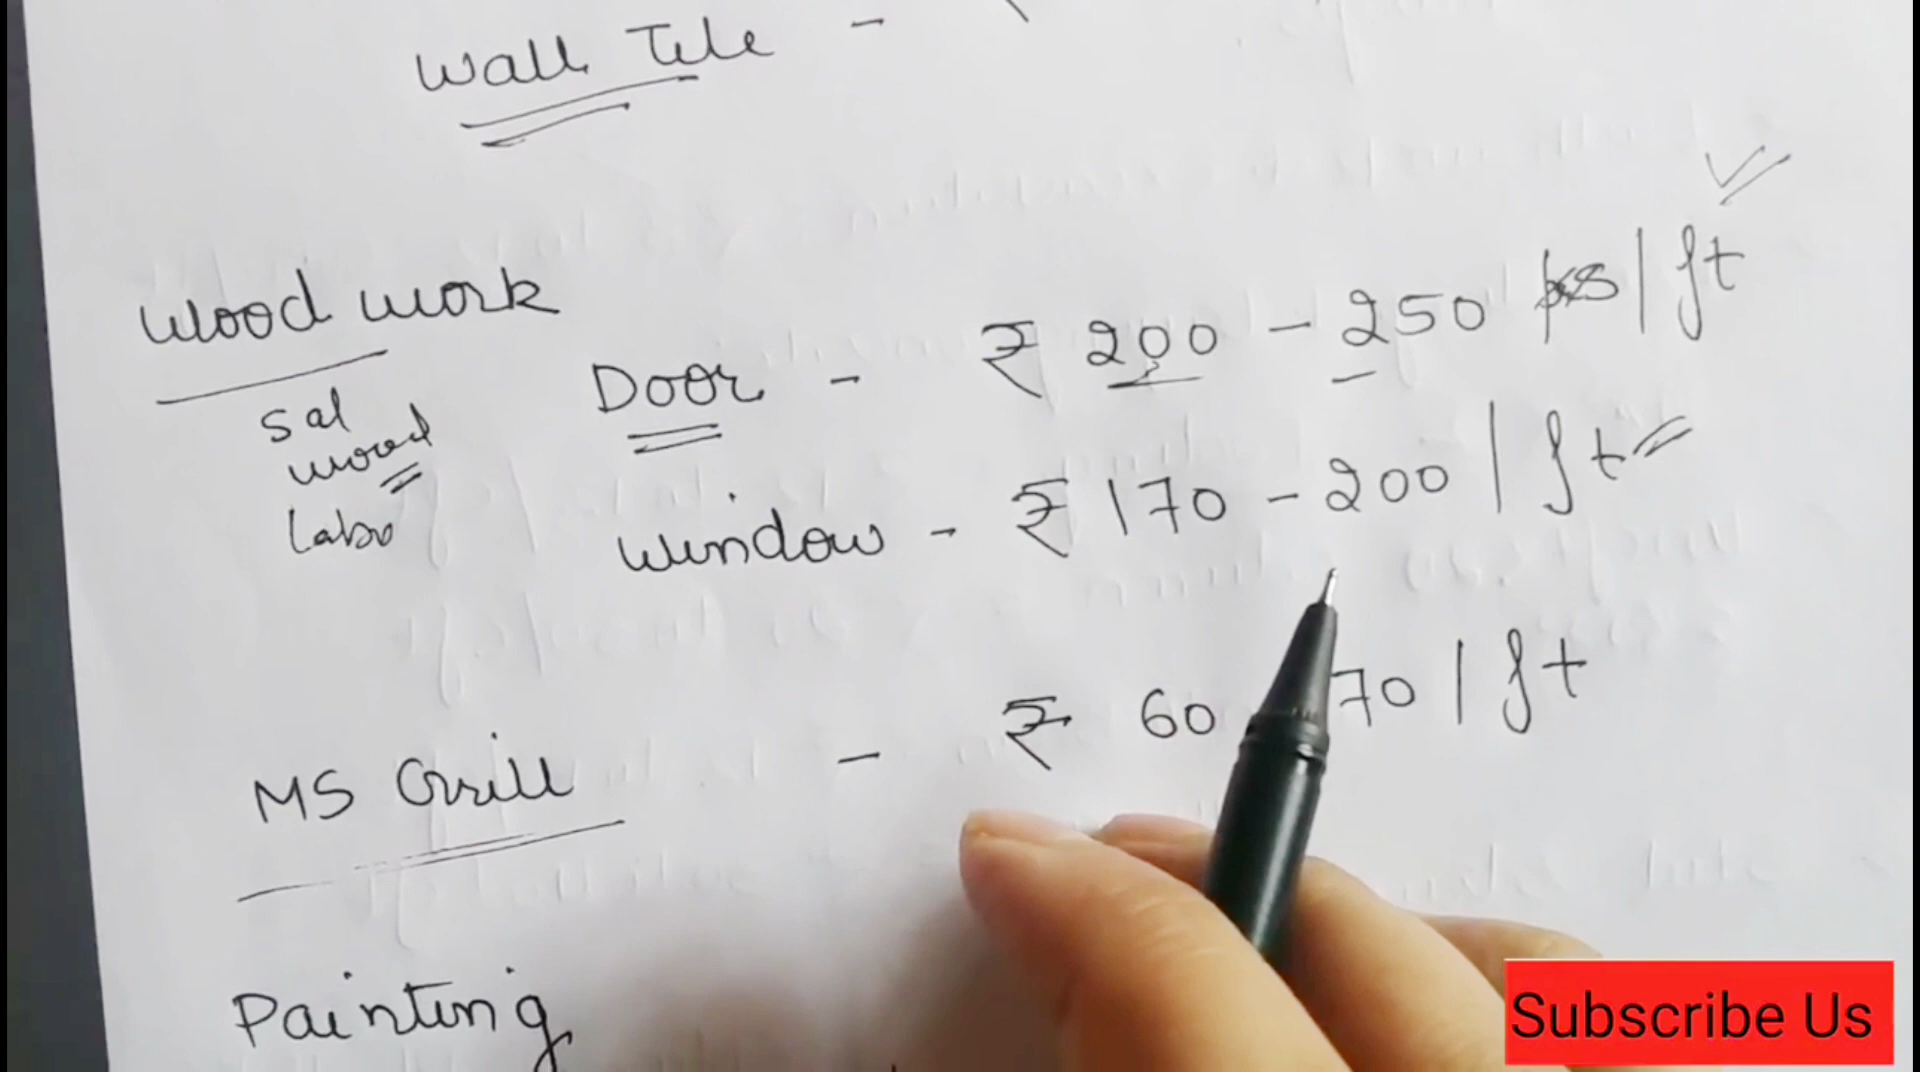 Wall Tile -
Wood work
Sal
wood
labo
Door - ₹ 200 - 250 /ft
window - ₹ 170 - 200 / ft
MS Grill - ₹ 60 70 / ft
Painting
Subscribe Us